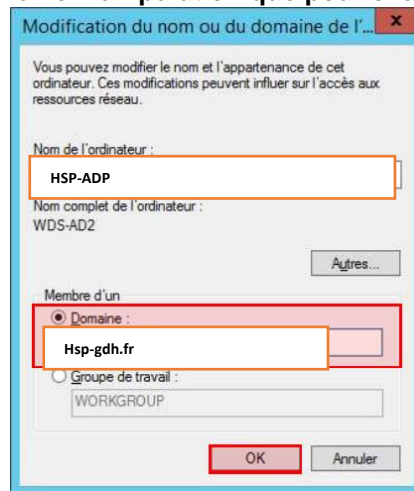 Modification du nom ou du domaine de l'...
x
Vous pouvez modifier le nom et l'appartenance de cet
ordinateur. Ces modifications peuvent influer sur l'accès aux
ressources réseau.
Nom de l'ordinateur :
HSP-ADP
Nom complet de l'ordinateur :
WDS-AD2
Autres...
Membre d'un
Domaine :
Hsp-gdh.fr
Groupe de travail :
WORKGROUP
OK
Annuler